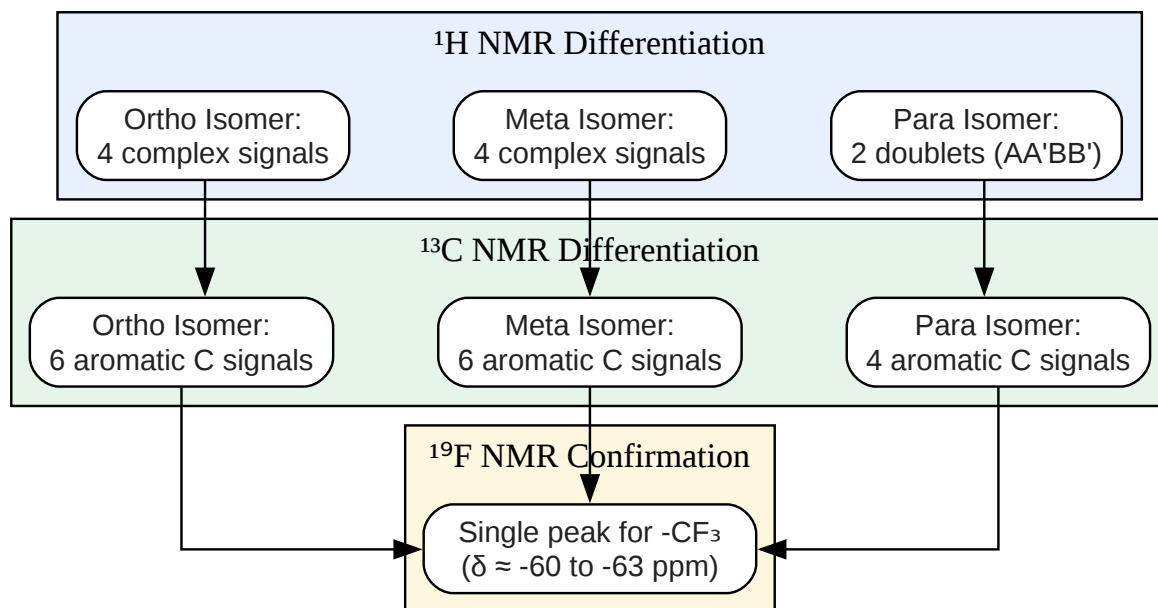 ¹H NMR Differentiation
Ortho Isomer:
4 complex signals
Meta Isomer:
4 complex signals
Para Isomer:
2 doublets (AA'BB')
¹³C NMR Differentiation
Ortho Isomer:
6 aromatic C signals
Meta Isomer:
6 aromatic C signals
Para Isomer:
4 aromatic C signals
¹⁹F NMR Confirmation
Single peak for -CF₃
(δ ≈ -60 to -63 ppm)